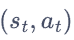 (s_t, a_t)